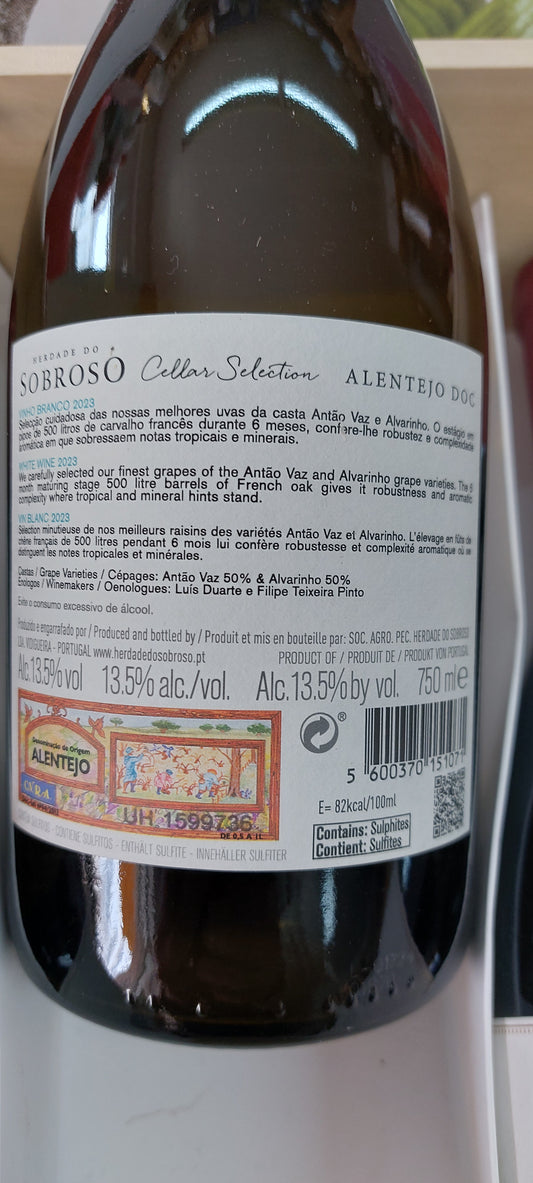 HERDADE DO
SOBROSO Cellar Selection ALENTEJO DOC
VINHO BRANCO 2023
Selecção cuidadosa das nossas melhores uvas da casta Antão Vaz e Alvarinho. O estágio em
pipos de 500 litros de carvalho francês durante 6 meses, confere-lhe robustez e complexidade
aromática em que sobressaem notas tropicais e minerais.
WHITE WINE 2023
We carefully selected our finest grapes of the Antão Vaz and Alvarinho grape varieties. The 6
month maturing stage 500 litre barrels of French oak gives it robustness and aromatic
complexity where tropical and mineral hints stand.
VIN BLANC 2023
Sélection minutieuse de nos meilleurs raisins des variétés Antão Vaz et Alvarinho. L'élevage en fûts de
chêne français de 500 litres pendant 6 mois lui confère robustesse et complexité aromatique où se
distinguent les notes tropicales et minérales.
Castas / Grape Varieties / Cépages: Antão Vaz 50% & Alvarinho 50%
Enólogos / Winemakers / Oenologues: Luís Duarte e Filipe Teixeira Pinto
Evite o consumo excessivo de álcool.
Produzido e engarrafado por / Produced and bottled by / Produit et mis en bouteille par: SOC. AGRO. PEC. HERDADE DO SOBROSO
LDA. VIDIGUEIRA - PORTUGAL www.herdadedosobroso.pt PRODUCT OF / PRODUIT DE / PRODUKT VON PORTUGAL
Alc.13.5% vol 13.5% alc./vol. Alc.13.5% by vol. 750 ml e
Denominação de Origem
ALENTEJO
CVRA
UH 1599736
DE 0,5 A 1L
®
5 600370 151071
E= 82kcal/100ml
Contains: Sulphites
Contient: Sulfites
- CONTIENE SULFITOS - ENTHÄLT SULFITE - INNEHÅLLER SULFITER